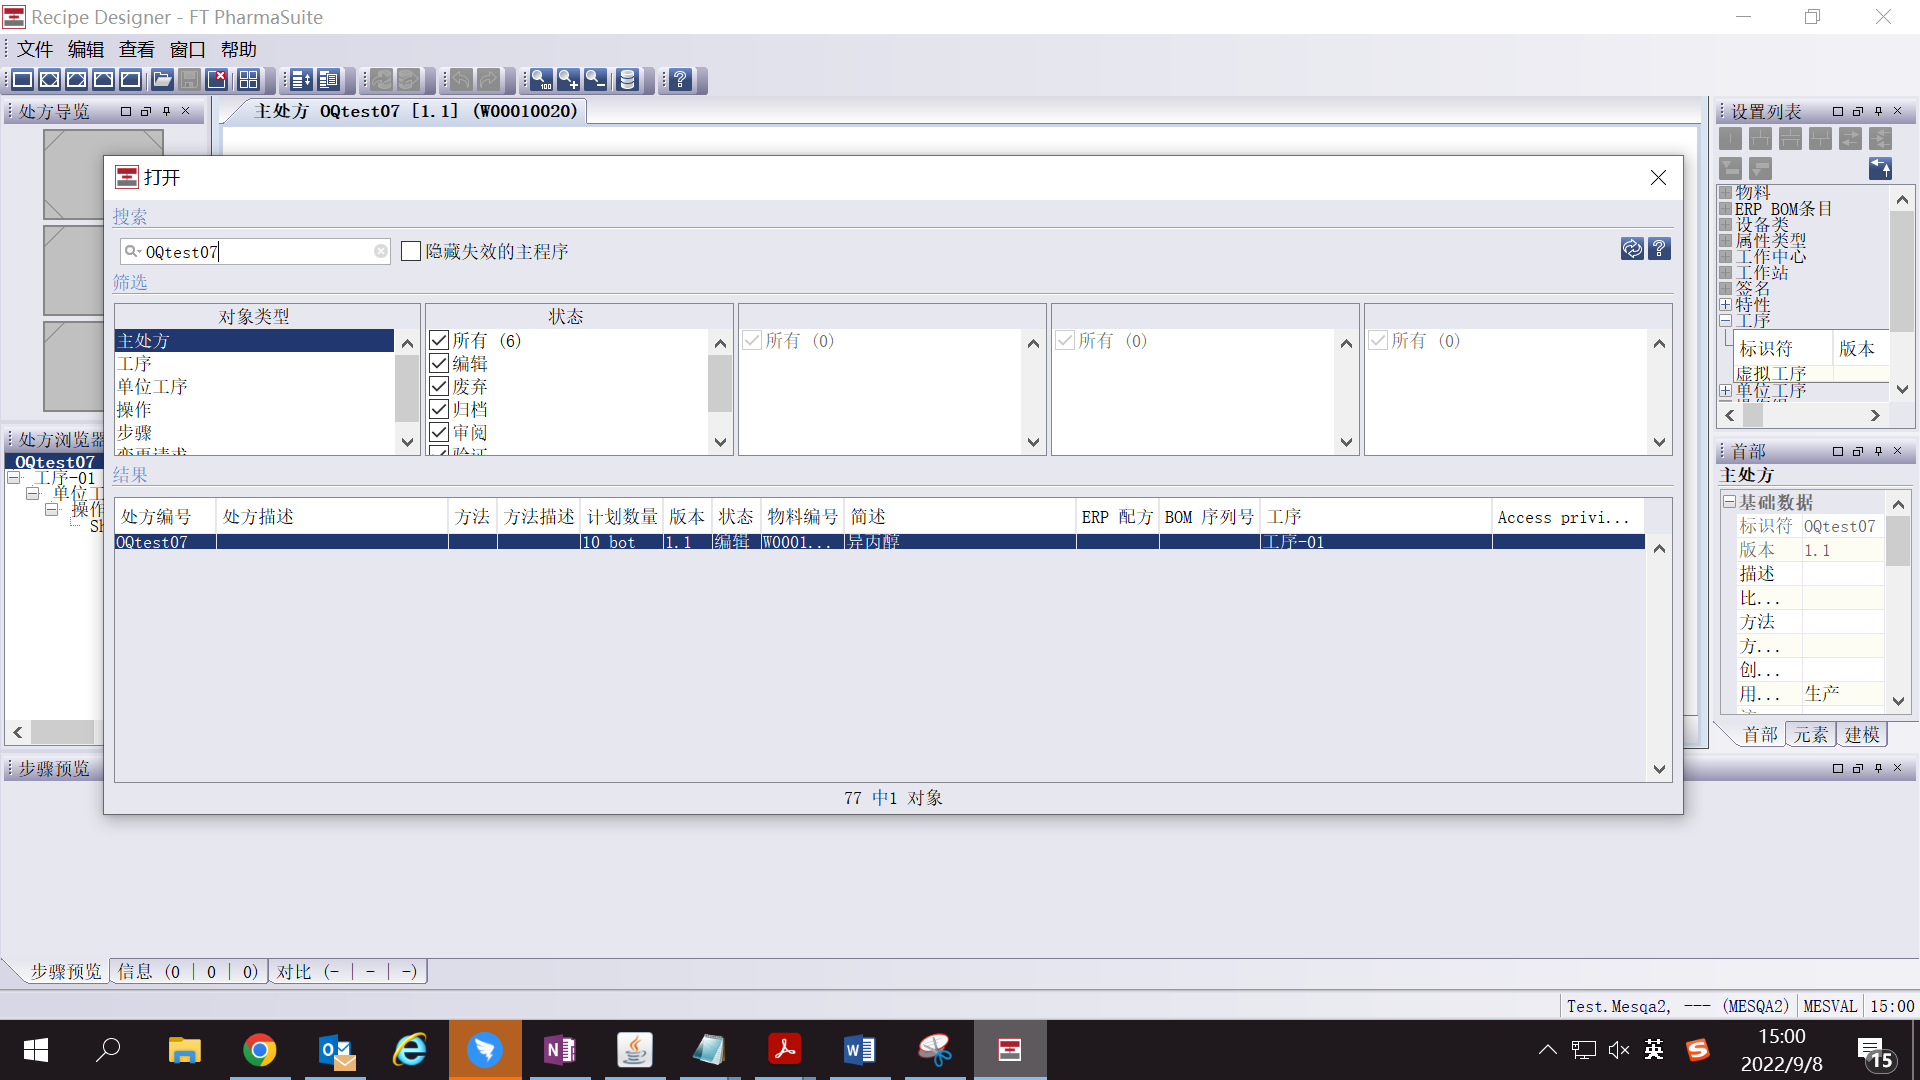 Recipe Designer - FT PharmaSuite
文件 编辑 查看 窗口 帮助
处方导览
主处方 OQtest07 [1.1] (W00010020)
设置列表
打开
搜索
OQtest07
隐藏失效的主程序
筛选
对象类型
主处方
工序
单位工序
操作
步骤
变更请求
状态
所有 (6)
编辑
废弃
归档
审阅
验证
所有 (0)
所有 (0)
所有 (0)
结果
处方编号 处方描述 方法 方法描述 计划数量 版本 状态 物料编号 简述 ERP 配方 BOM 序列号 工序 Access privi...
OQtest07 10 bot 1.1 编辑 W0001... 异丙醇 工序-01
77 中1 对象
处方浏览器
OQtest07
工序-01
单位工
操作
Sh
物料
ERP BOM条目
设备类
属性类型
工作中心
工作站
签名
特性
工序
标识符 版本
虚拟工序
单位工序
首部
主处方
基础数据
标识符 OQtest07
版本 1.1
描述
比...
方法
方...
创...
用... 生产
首部 元素 建模
步骤预览
步骤预览 信息 (0 | 0 | 0) 对比 (- | - | -)
Test.Mesqa2, --- (MESQA2) MESVAL 15:00
英
15:00
2022/9/8
15